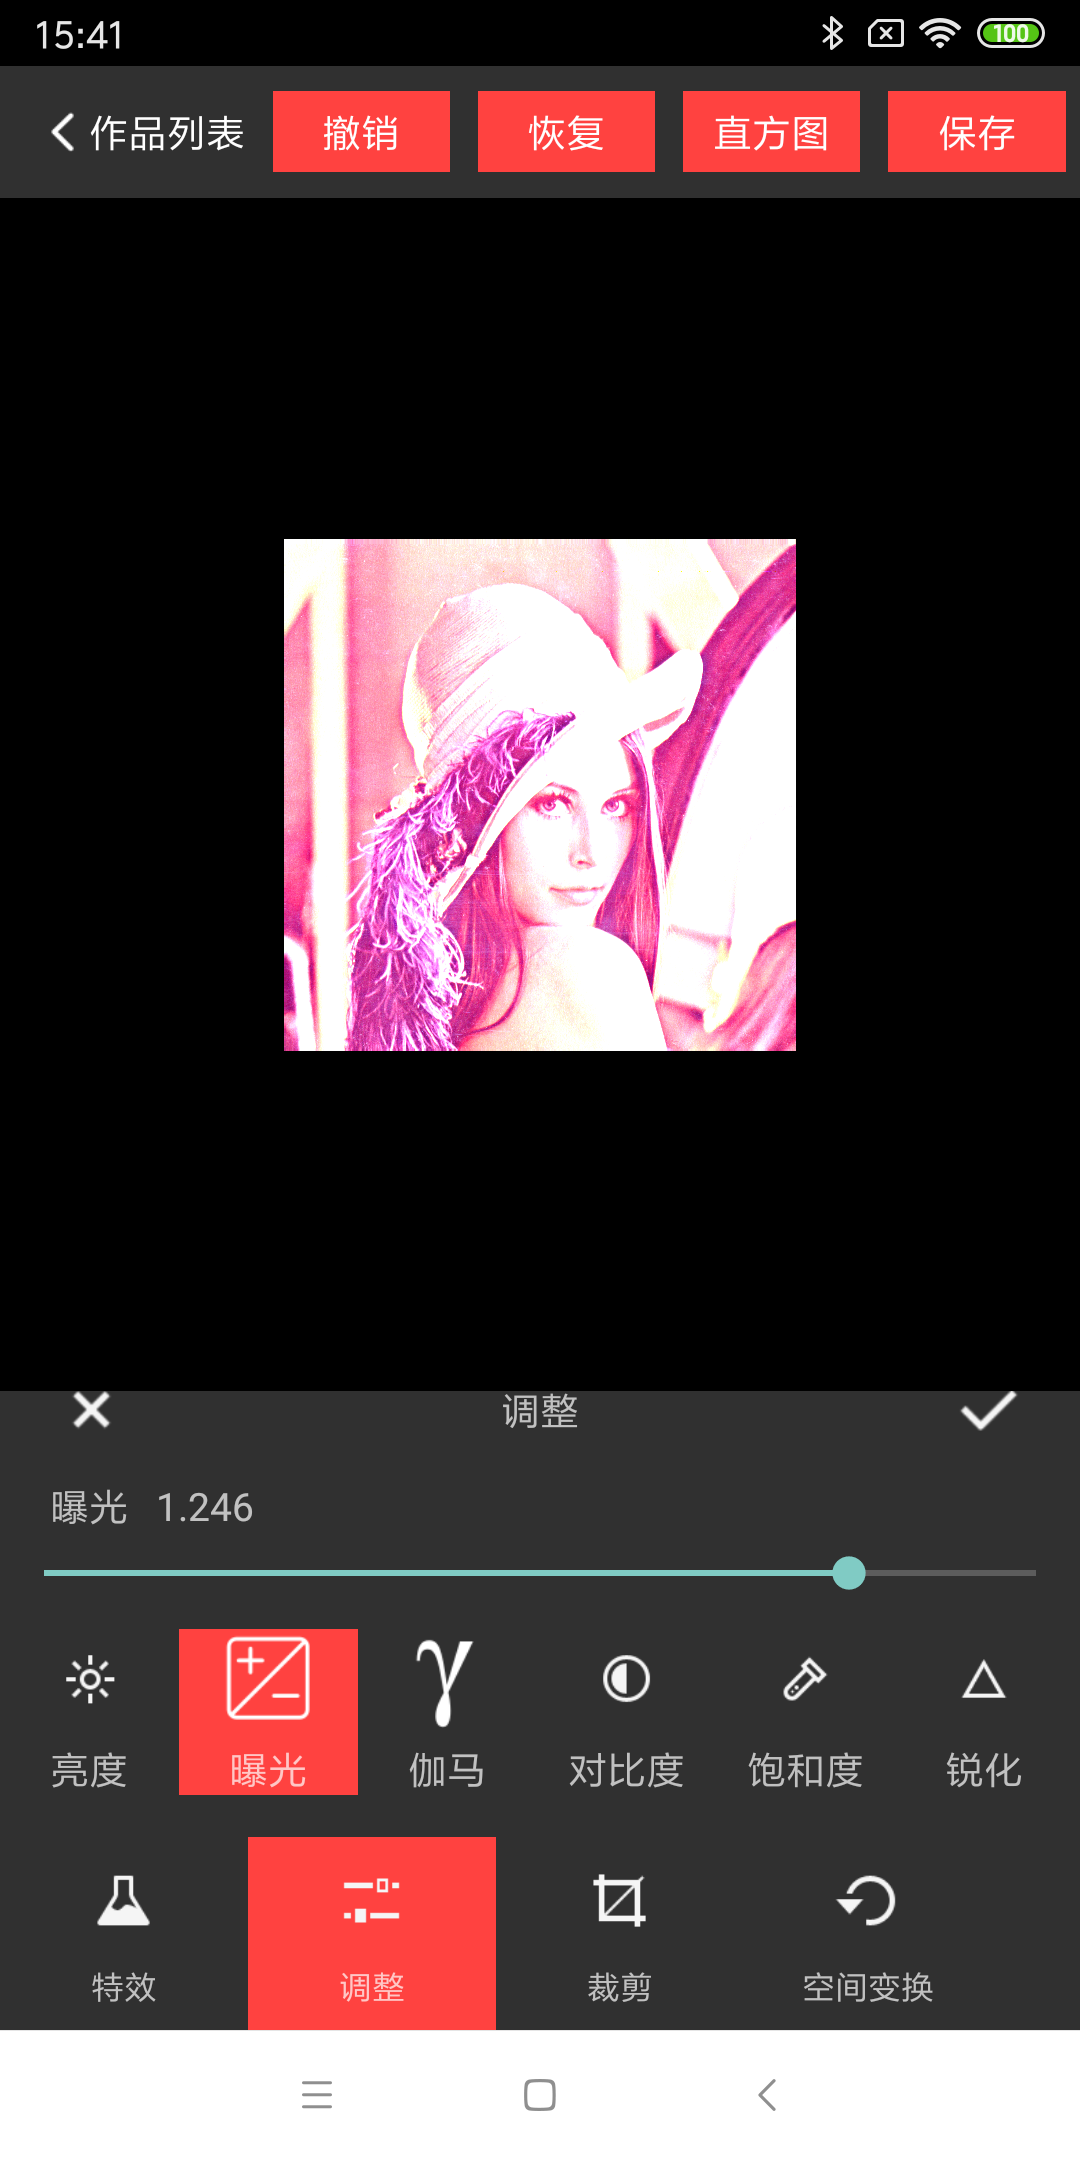 15:41 100
作品列表 撤销 恢复 直方图 保存
调整
曝光 1.246
γ
亮度 曝光 伽马 对比度 饱和度 锐化
特效 调整 裁剪 空间变换